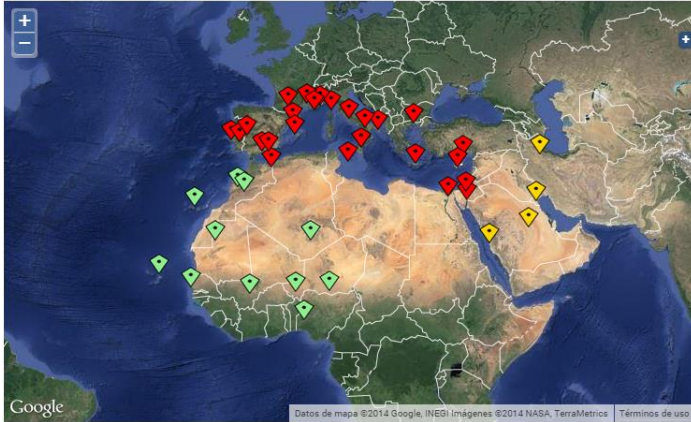 +
−
+
Google
Datos de mapa ©2014 Google, INEGI Imágenes ©2014 NASA, TerraMetrics Términos de uso